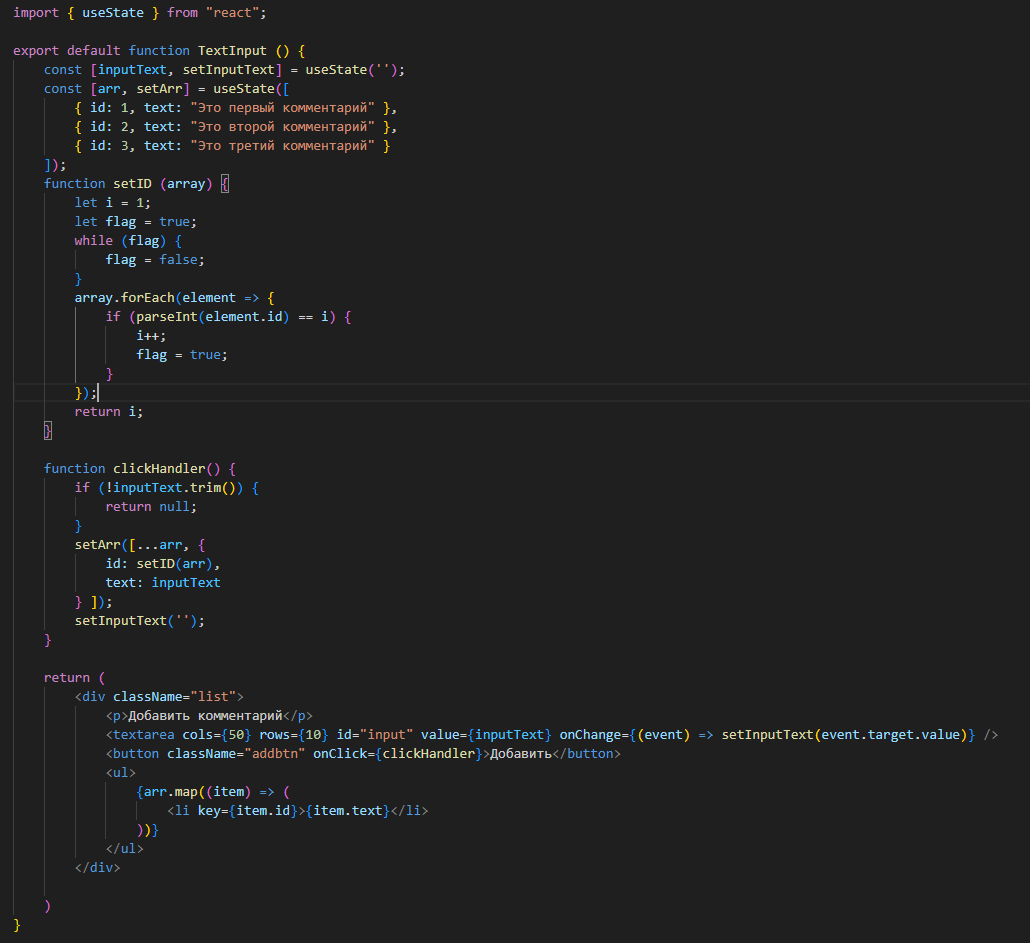 import { useState } from "react";
export default function TextInput () {
    const [inputText, setInputText] = useState('');
    const [arr, setArr] = useState([
        { id: 1, text: "Это первый комментарий" },
        { id: 2, text: "Это второй комментарий" },
        { id: 3, text: "Это третий комментарий" }
    ]);
    function setID (array) {
        let i = 1;
        let flag = true;
        while (flag) {
            flag = false;
        }
        array.forEach(element => {
            if (parseInt(element.id) == i) {
                i++;
                flag = true;
            }
        });
        return i;
    }
    function clickHandler() {
        if (!inputText.trim()) {
            return null;
        }
        setArr([...arr, {
            id: setID(arr),
            text: inputText
        } ]);
        setInputText('');
    }
    return (
        <div className="list">
            <p>Добавить комментарий</p>
            <textarea cols={50} rows={10} id="input" value={inputText} onChange={(event) => setInputText(event.target.value)} />
            <button className="addbtn" onClick={clickHandler}>Добавить</button>
            <ul>
                {arr.map((item) => (
                    <li key={item.id}>{item.text}</li>
                ))}
            </ul>
        </div>
    )
}